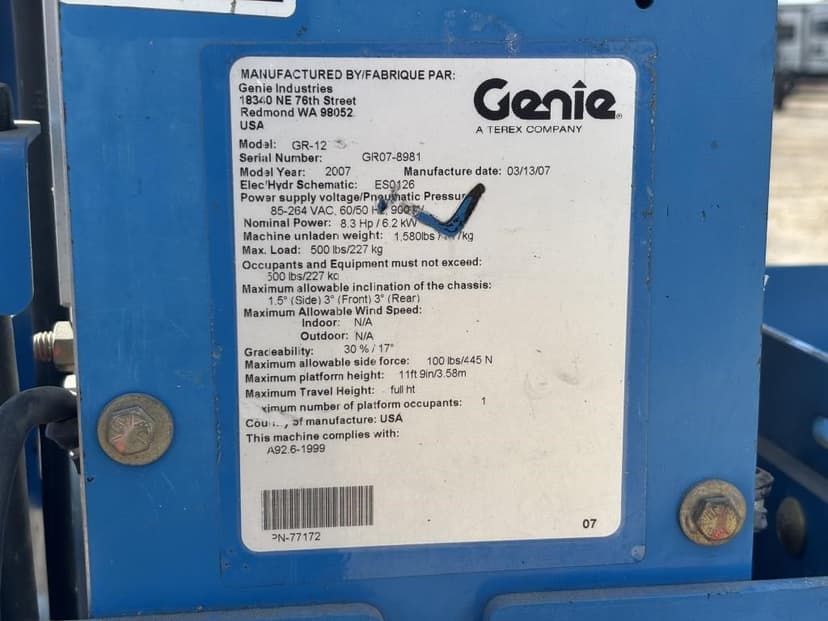 MANUFACTURED BY/FABRIQUE PAR:
Genie Industries
18340 NE 76th Street
Redmond WA 98052
USA
Genie
A TEREX COMPANY
Model: GR-12
Serial Number: GR07-8981
Model Year: 2007 Manufacture date: 03/13/07
Elec/Hydr Schematic: ES0126
Power supply voltage/Pneumatic Pressure
85-264 VAC, 60/50 Hz, 900
Nominal Power: 8.3 Hp / 6.2 kW
Machine unladen weight: 1,580lbs / kg
Max. Load: 500 lbs/227 kg
Occupants and Equipment must not exceed:
500 lbs/227 kg
Maximum allowable inclination of the chassis:
1.5° (Side) 3° (Front) 3° (Rear)
Maximum Allowable Wind Speed:
Indoor: N/A
Outdoor: N/A
Gradeability: 30 % / 17°
Maximum allowable side force: 100 lbs/445 N
Maximum platform height: 11ft 9in/3.58m
Maximum Travel Height: full ht
ximum number of platform occupants: 1
Country of manufacture: USA
This machine complies with:
A92.6-1999
PN-77172
07